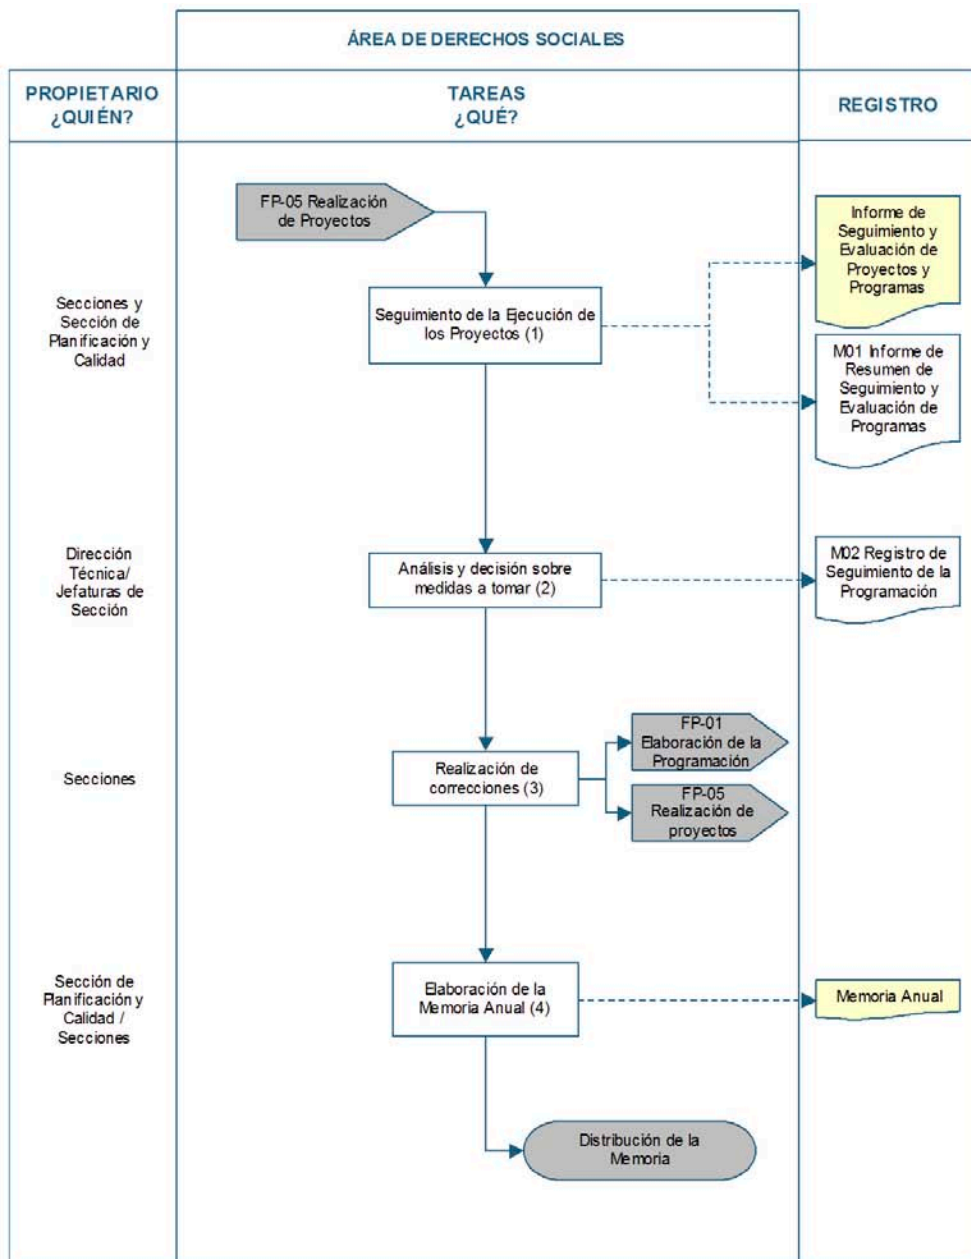 ÁREA DE DERECHOS SOCIALES
PROPIETARIO
¿QUIÉN?
TAREAS
¿QUÉ?
REGISTRO
FP-05 Realización
de Proyectos
Informe de
Seguimiento y
Evaluación de
Proyectos y
Programas
Secciones y
Sección de
Planificación y
Calidad
Seguimiento de la Ejecución de
los Proyectos (1)
M01 Informe de
Resumen de
Seguimiento y
Evaluación de
Programas
Dirección
Técnica/
Jefaturas de
Sección
Análisis y decisión sobre
medidas a tomar (2)
M02 Registro de
Seguimiento de la
Programación
Secciones
Realización de
correcciones (3)
FP-01
Elaboración de la
Programación
FP-05
Realización de
proyectos
Sección de
Planificación y
Calidad /
Secciones
Elaboración de la
Memoria Anual (4)
Memoria Anual
Distribución de la
Memoria